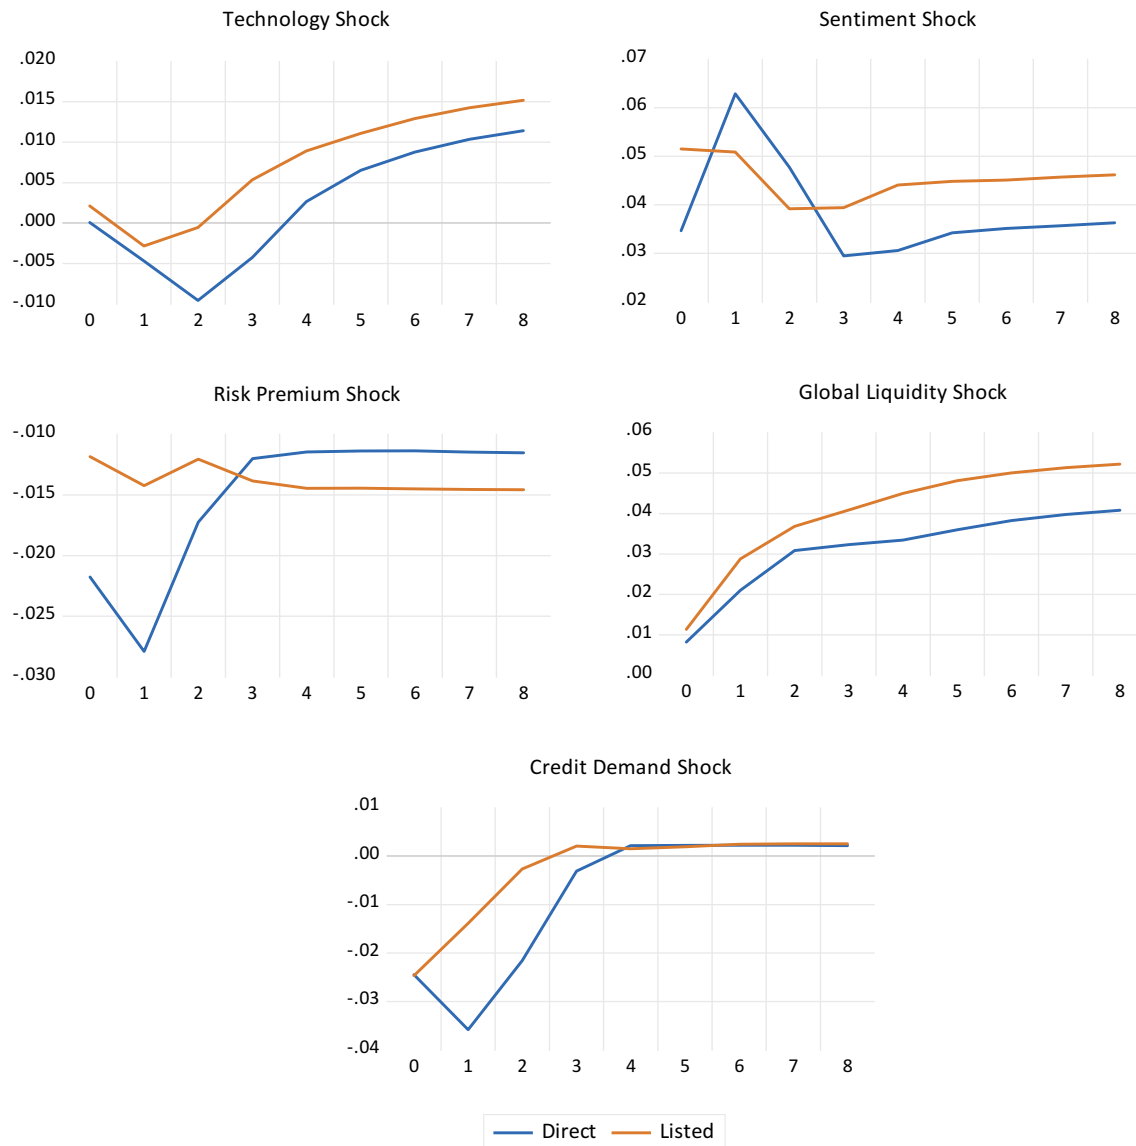 Technology Shock
.020
.015
.010
.005
.000
-.005
-.010
0 1 2 3 4 5 6 7 8
Sentiment Shock
.07
.06
.05
.04
.03
.02
0 1 2 3 4 5 6 7 8
Risk Premium Shock
-.010
-.015
-.020
-.025
-.030
0 1 2 3 4 5 6 7 8
Global Liquidity Shock
.06
.05
.04
.03
.02
.01
.00
0 1 2 3 4 5 6 7 8
Credit Demand Shock
.01
.00
-.01
-.02
-.03
-.04
0 1 2 3 4 5 6 7 8
Direct Listed